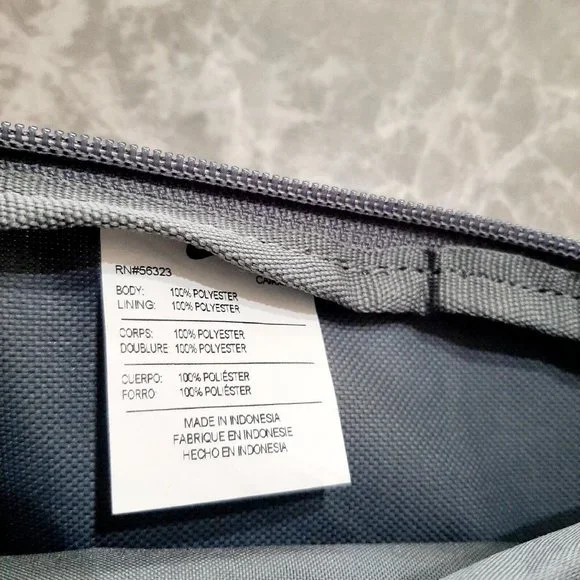 RN#56323
BODY: 100% POLYESTER
LINING: 100% POLYESTER
CORPS: 100% POLYESTER
DOUBLURE 100% POLYESTER
CUERPO: 100% POLIÉSTER
FORRO: 100% POLIÉSTER
MADE IN INDONESIA
FABRIQUE EN INDONESIE
HECHO EN INDONESIA